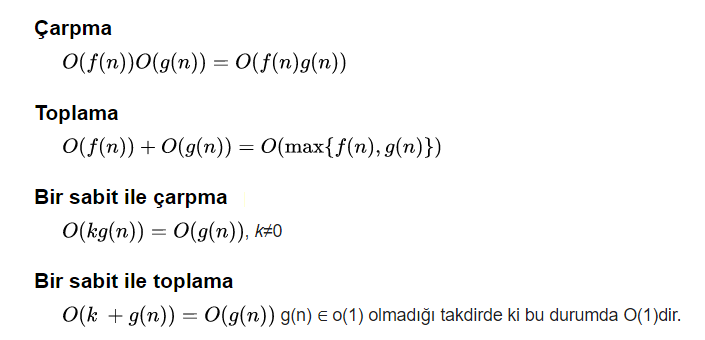 Çarpma
O(f(n))O(g(n)) = O(f(n)g(n))
Toplama
O(f(n)) + O(g(n)) = O(max{f(n), g(n)})
Bir sabit ile çarpma
O(kg(n)) = O(g(n)), k≠0
Bir sabit ile toplama
O(k + g(n)) = O(g(n)) g(n) ∈ o(1) olmadığı takdirde ki bu durumda O(1)dir.